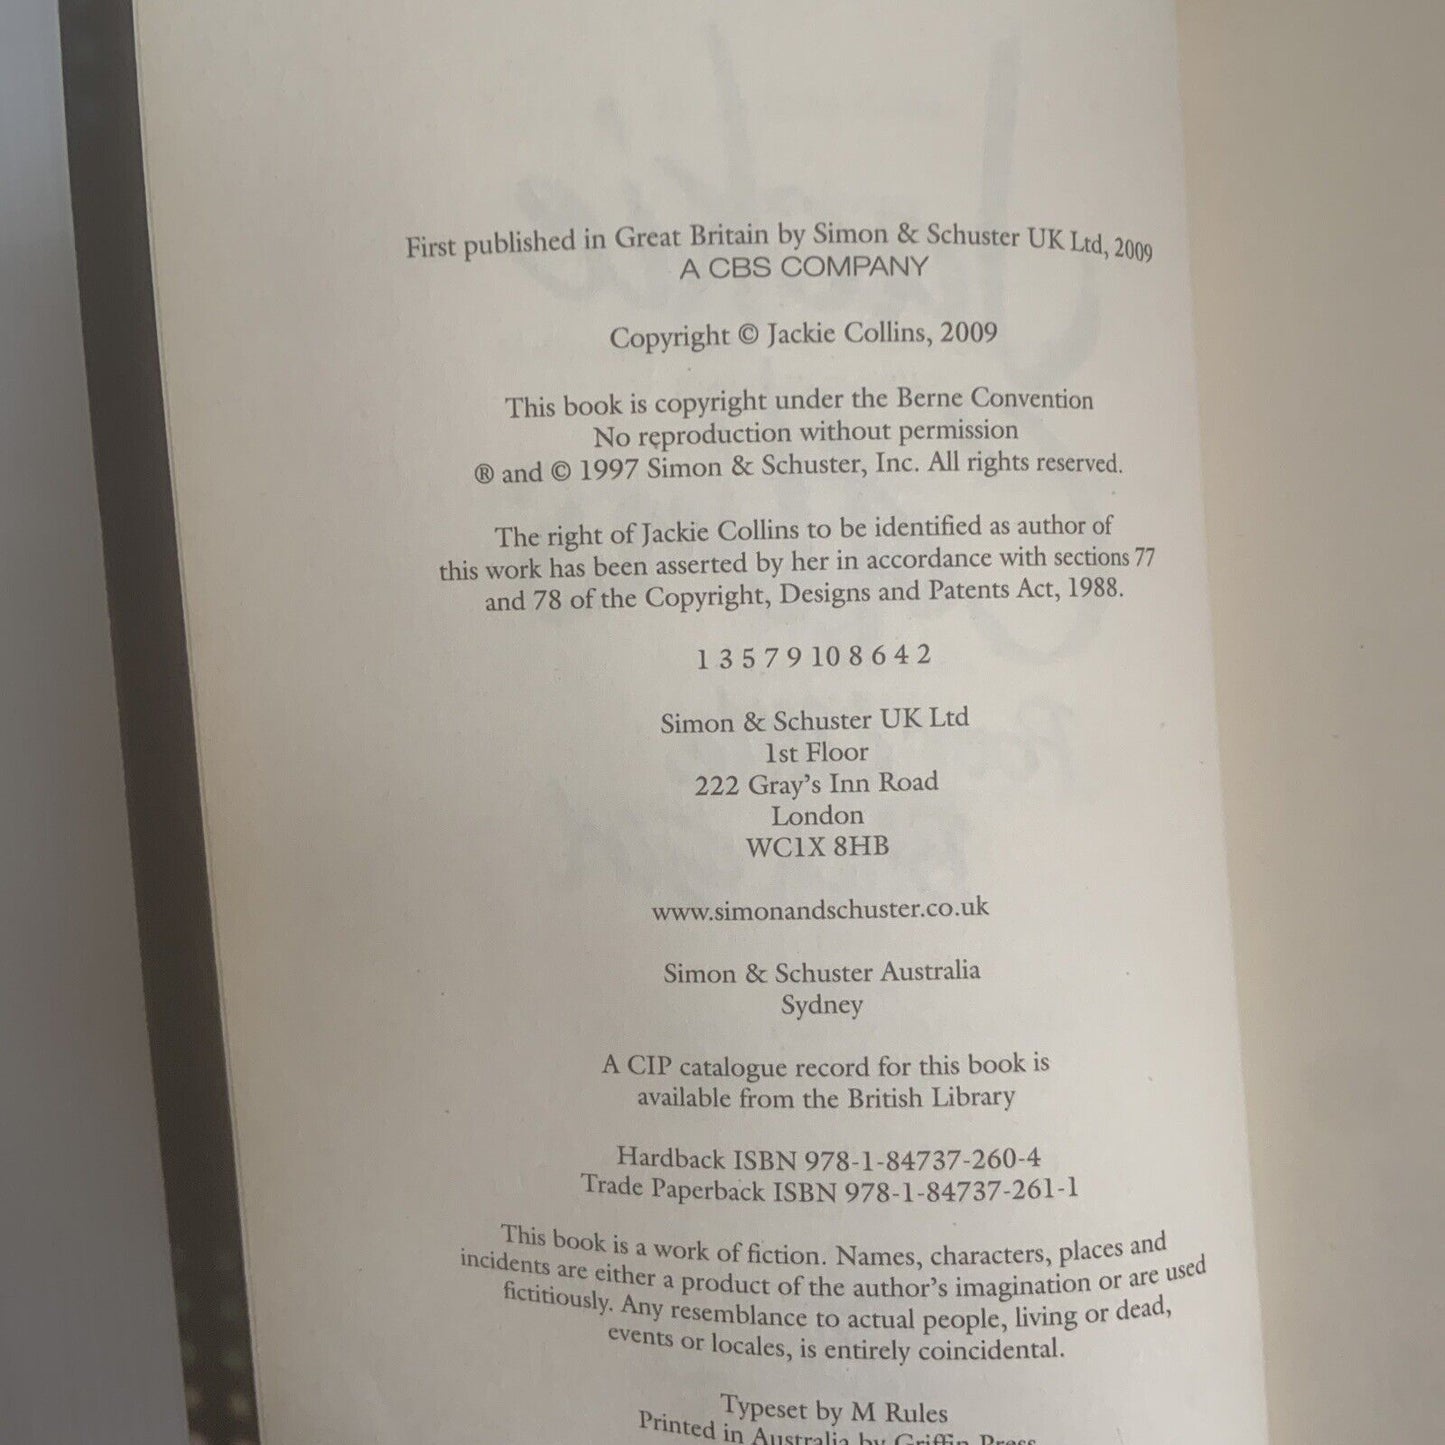 First published in Great Britain by Simon & Schuster UK Ltd, 2009
A CBS COMPANY
Copyright © Jackie Collins, 2009
This book is copyright under the Berne Convention
No reproduction without permission
® and © 1997 Simon & Schuster, Inc. All rights reserved.
The right of Jackie Collins to be identified as author of
this work has been asserted by her in accordance with sections 77
and 78 of the Copyright, Designs and Patents Act, 1988.
1 3 5 7 9 10 8 6 4 2
Simon & Schuster UK Ltd
1st Floor
222 Gray's Inn Road
London
WC1X 8HB
www.simonandschuster.co.uk
Simon & Schuster Australia
Sydney
A CIP catalogue record for this book is
available from the British Library
Hardback ISBN 978-1-84737-260-4
Trade Paperback ISBN 978-1-84737-261-1
This book is a work of fiction. Names, characters, places and
incidents are either a product of the author's imagination or are used
fictitiously. Any resemblance to actual people, living or dead,
events or locales, is entirely coincidental.
Typeset by M Rules
Printed in Australia by Griffin Press